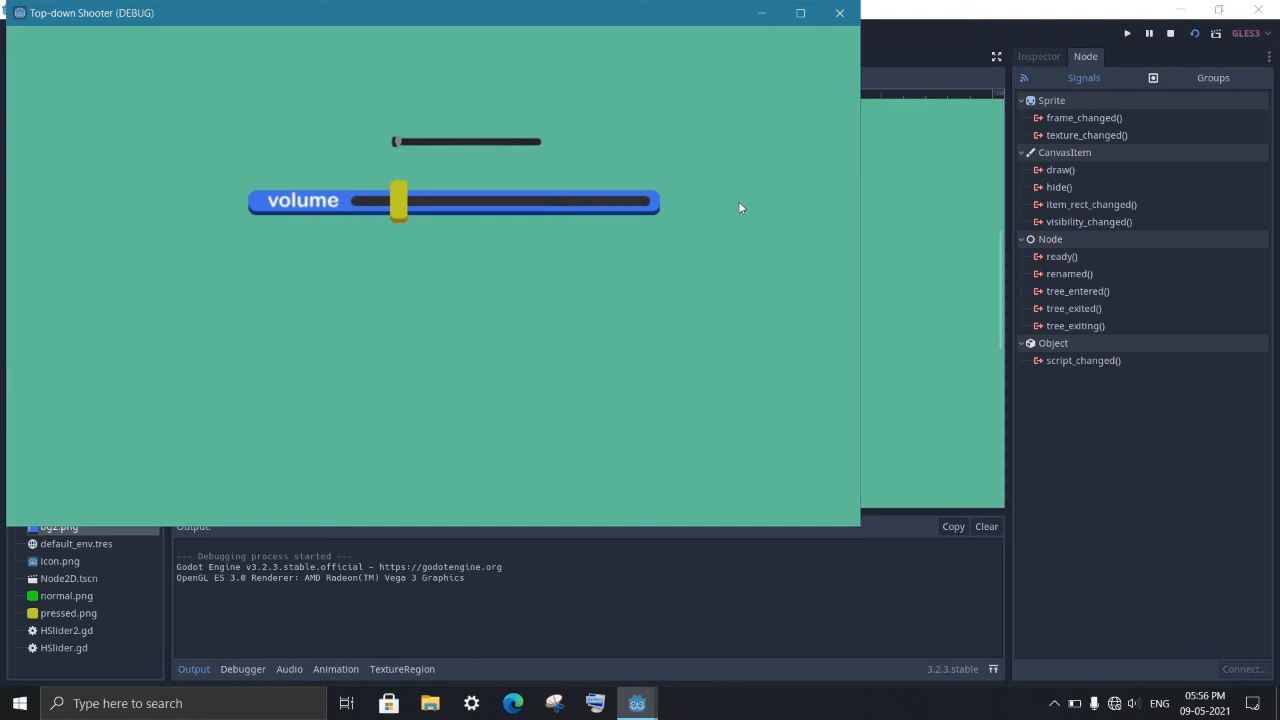 Top-down Shooter (DEBUG)
GLES3
Inspector
Node
Signals
Groups
Sprite
frame_changed()
texture_changed()
CanvasItem
draw()
hide()
item_rect_changed()
visibility_changed()
Node
ready()
renamed()
tree_entered()
tree_exited()
tree_exiting()
Object
script_changed()
volume
bg2.png
default_env.tres
icon.png
Node2D.tscn
normal.png
pressed.png
HSlider2.gd
HSlider.gd
Output:
Copy
Clear
--- Debugging process started ---
Godot Engine v3.2.3.stable.official - https://godotengine.org
OpenGL ES 3.0 Renderer: AMD Radeon(TM) Vega 3 Graphics
Output
Debugger
Audio
Animation
TextureRegion
3.2.3.stable
Connect...
Type here to search
ENG
05:56 PM
09-05-2021